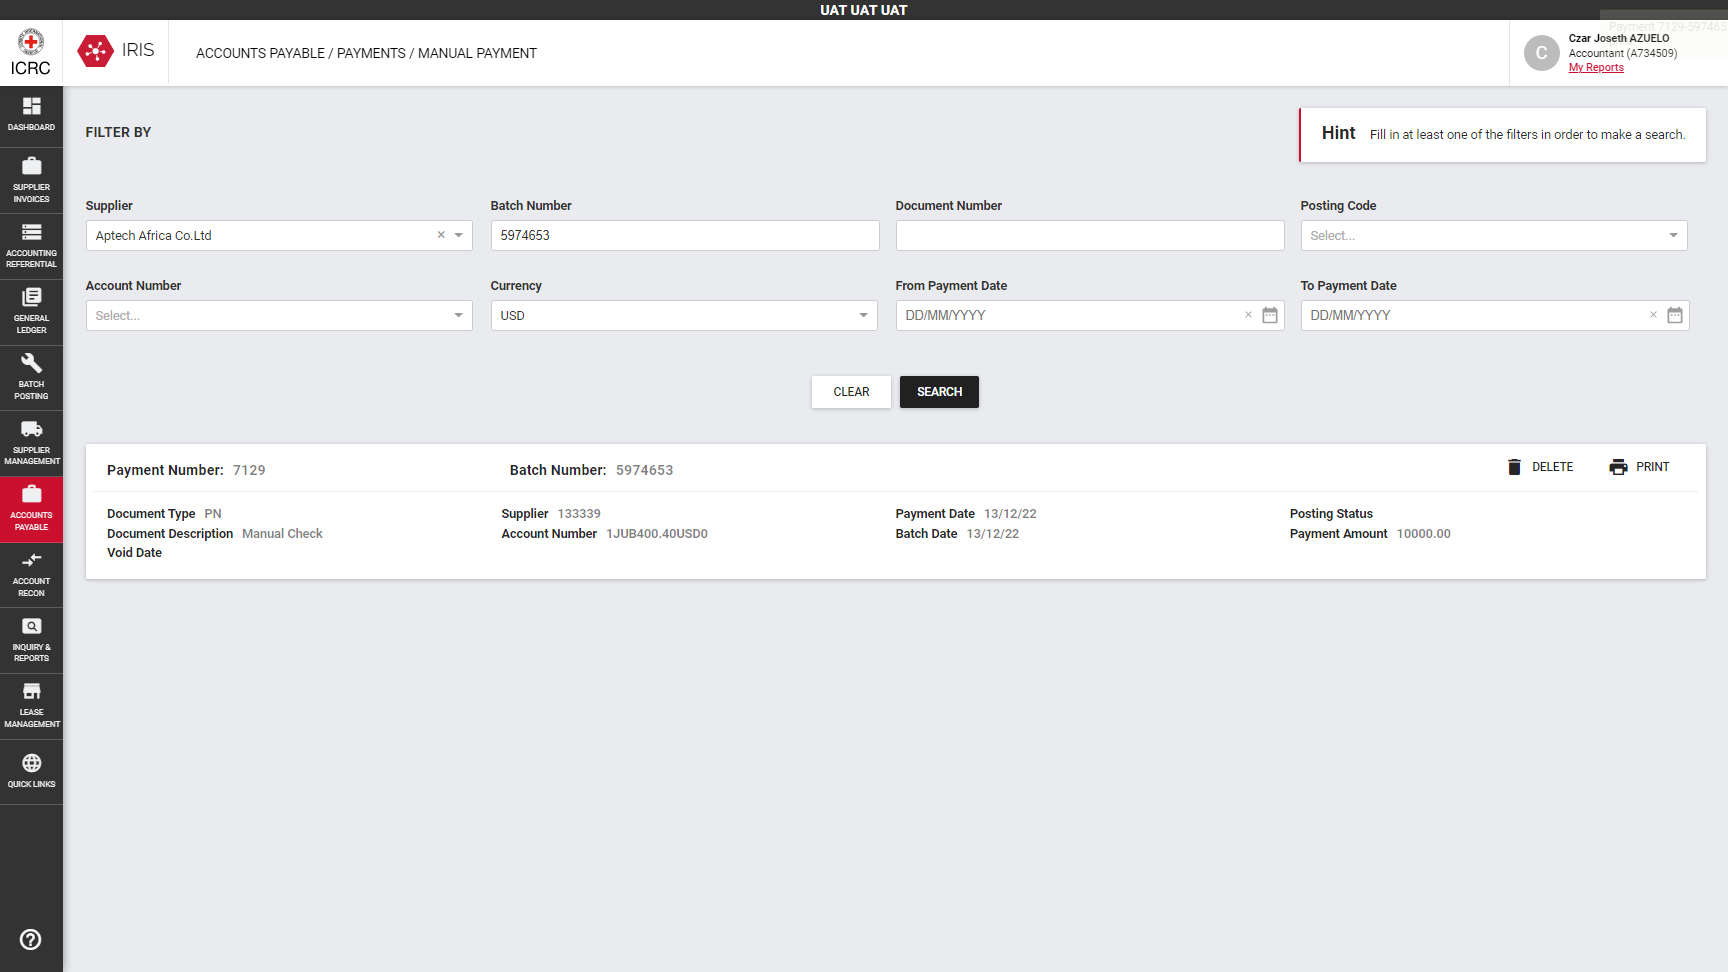 UAT UAT UAT
Payment 7129-597465
ICRC
IRIS
ACCOUNTS PAYABLE / PAYMENTS / MANUAL PAYMENT
C
Czar Joseth AZUELO
Accountant (A734509)
My Reports
DASHBOARD
SUPPLIER
INVOICES
ACCOUNTING
REFERENTIAL
GENERAL
LEDGER
BATCH
POSTING
SUPPLIER
MANAGEMENT
ACCOUNTS
PAYABLE
ACCOUNT
RECON
INQUIRY &
REPORTS
LEASE
MANAGEMENT
QUICK LINKS
FILTER BY
Hint Fill in at least one of the filters in order to make a search.
Supplier Batch Number Document Number Posting Code
Aptech Africa Co.Ltd 5974653 Select...
Account Number Currency From Payment Date To Payment Date
Select... USD DD/MM/YYYY DD/MM/YYYY
CLEAR SEARCH
Payment Number: 7129 Batch Number: 5974653 DELETE PRINT
Document Type PN Supplier 133339 Payment Date 13/12/22 Posting Status
Document Description Manual Check Account Number 1JUB400.40USD0 Batch Date 13/12/22 Payment Amount 10000.00
Void Date